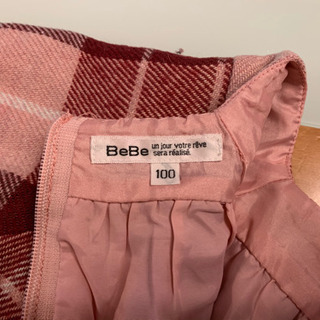 BeBe un jour votre rêve
sera réalisé.
100